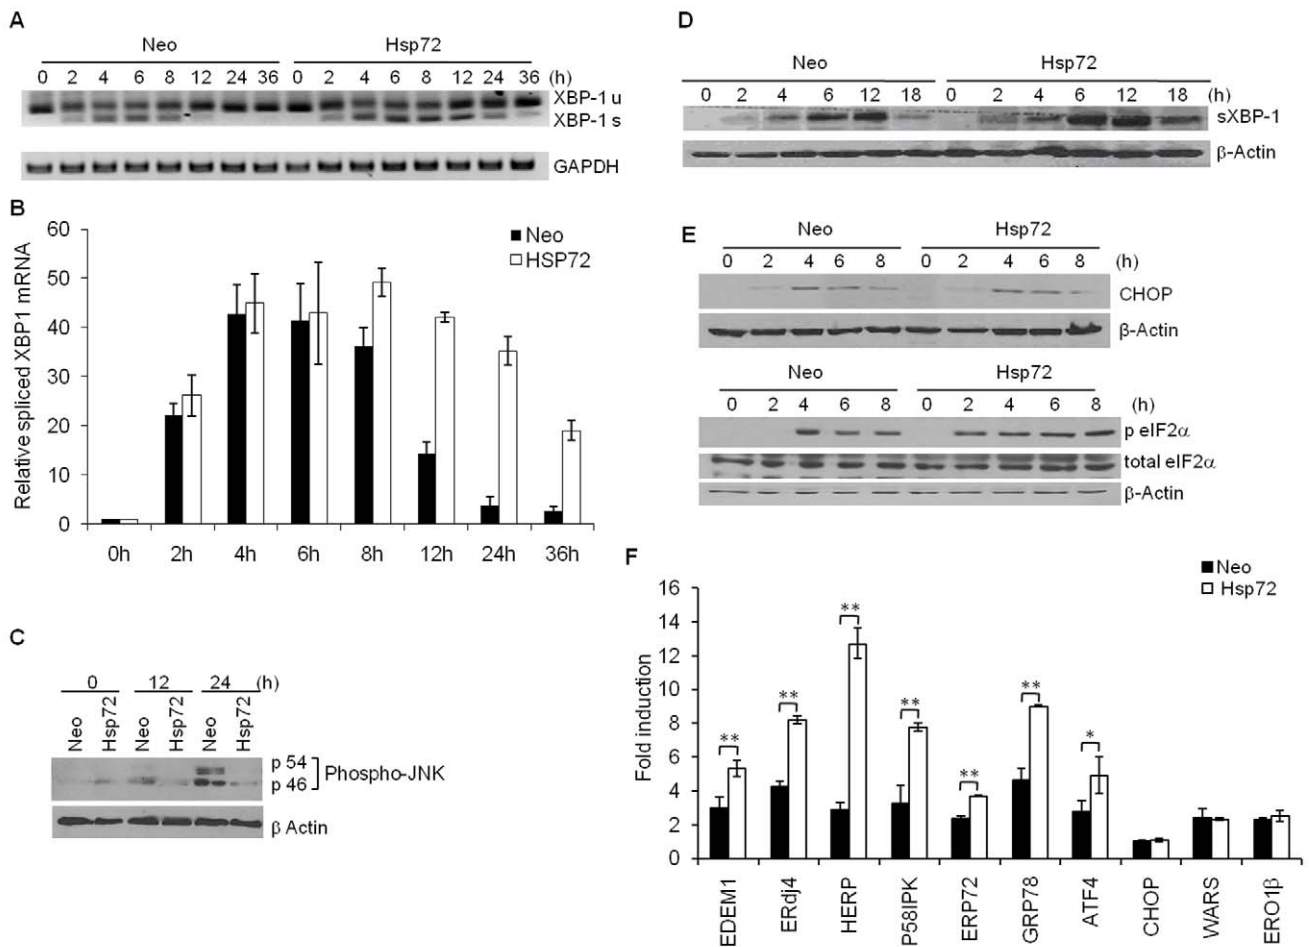 A
Neo Hsp72
0 2 4 6 8 12 24 36 0 2 4 6 8 12 24 36 (h)
XBP-1 u
XBP-1 s
GAPDH
B
Relative spliced XBP1 mRNA
60
50
40
30
20
10
0
Neo
HSP72
0h 2h 4h 6h 8h 12h 24h 36h
C
0 12 24 (h)
Neo Hsp72 Neo Hsp72 Neo Hsp72
p 54
p 46
Phospho-JNK
β Actin
D
Neo Hsp72
0 2 4 6 12 18 0 2 4 6 12 18 (h)
sXBP-1
β-Actin
E
Neo Hsp72
0 2 4 6 8 0 2 4 6 8 (h)
CHOP
β-Actin
Neo Hsp72
0 2 4 6 8 0 2 4 6 8 (h)
p eIF2α
total eIF2α
β-Actin
F
Neo
Hsp72
Fold induction
16
14
12
10
8
6
4
2
0
** ** ** ** ** ** *
EDEM1 ERdj4 HERP P58IPK ERP72 GRP78 ATF4 CHOP WARS ERO1β